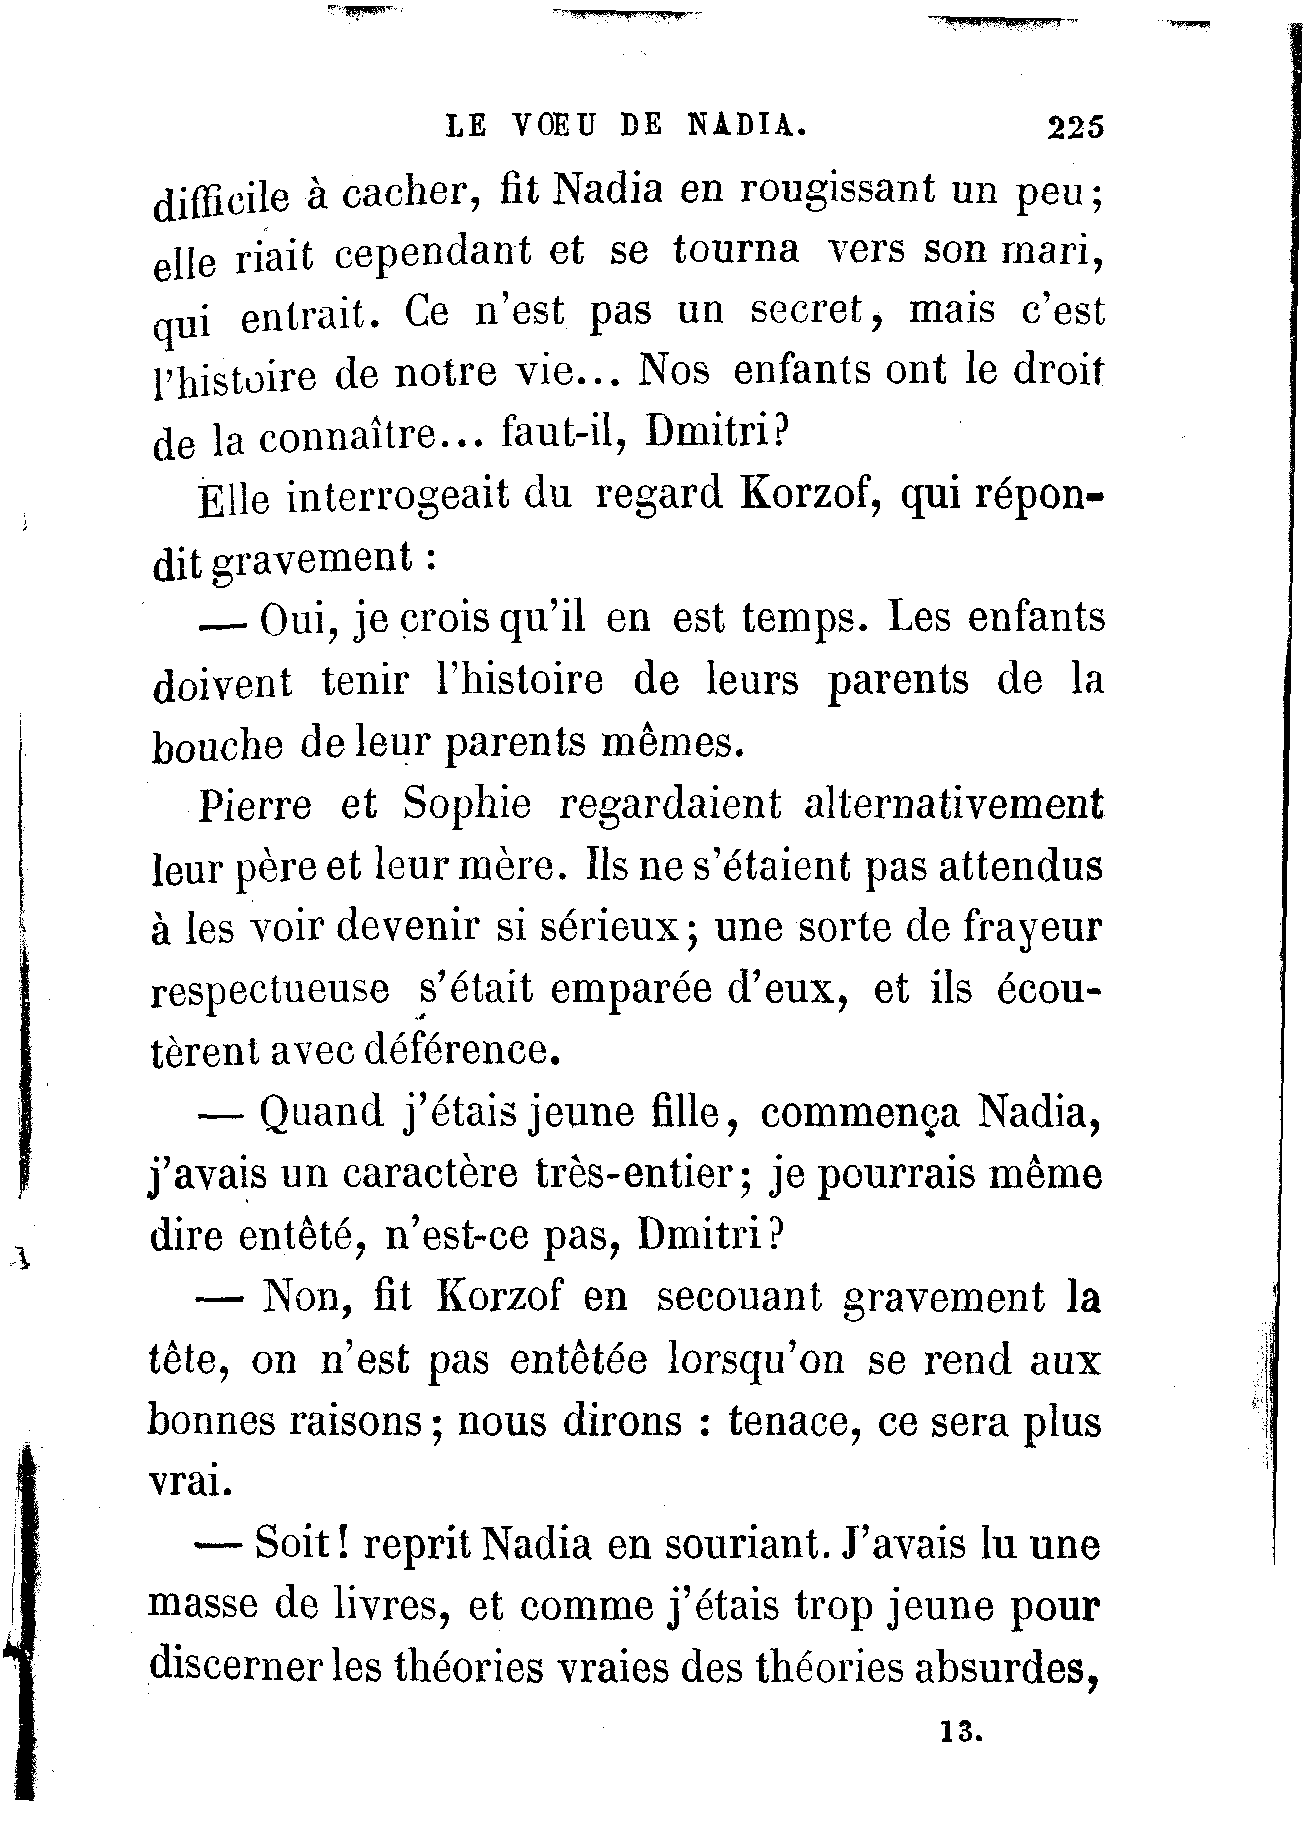 LE VŒU DE NADIA. 225
difficile à cacher, fit Nadia en rougissant un peu;
elle riait cependant et se tourna vers son mari,
qui entrait. Ce n'est pas un secret, mais c'est
l'histoire de notre vie... Nos enfants ont le droit
de la connaître... faut-il, Dmitri?
Elle interrogeait du regard Korzof, qui répon-
dit gravement :
— Oui, je crois qu'il en est temps. Les enfants
doivent tenir l'histoire de leurs parents de la
bouche de leur parents mêmes.
Pierre et Sophie regardaient alternativement
leur père et leur mère. Ils ne s'étaient pas attendus
à les voir devenir si sérieux; une sorte de frayeur
respectueuse s'était emparée d'eux, et ils écou-
tèrent avec déférence.
— Quand j'étais jeune fille, commença Nadia,
j'avais un caractère très-entier; je pourrais même
dire entêté, n'est-ce pas, Dmitri?
— Non, fit Korzof en secouant gravement la
tête, on n'est pas entêtée lorsqu'on se rend aux
bonnes raisons; nous dirons : tenace, ce sera plus
vrai.
— Soit! reprit Nadia en souriant. J'avais lu une
masse de livres, et comme j'étais trop jeune pour
discerner les théories vraies des théories absurdes,
13.